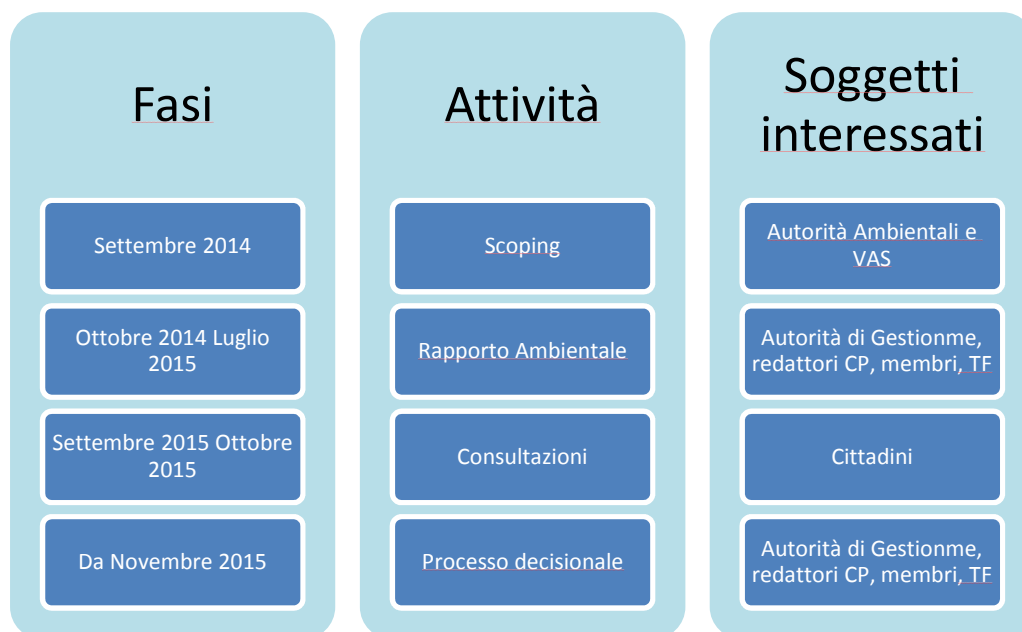 Fasi
Settembre 2014
Ottobre 2014 Luglio
2015
Settembre 2015 Ottobre
2015
Da Novembre 2015
Attività
Scoping
Rapporto Ambientale
Consultazioni
Processo decisionale
Soggetti
interessati
Autorità Ambientali e
VAS
Autorità di Gestionme,
redattori CP, membri, TF
Cittadini
Autorità di Gestionme,
redattori CP, membri, TF